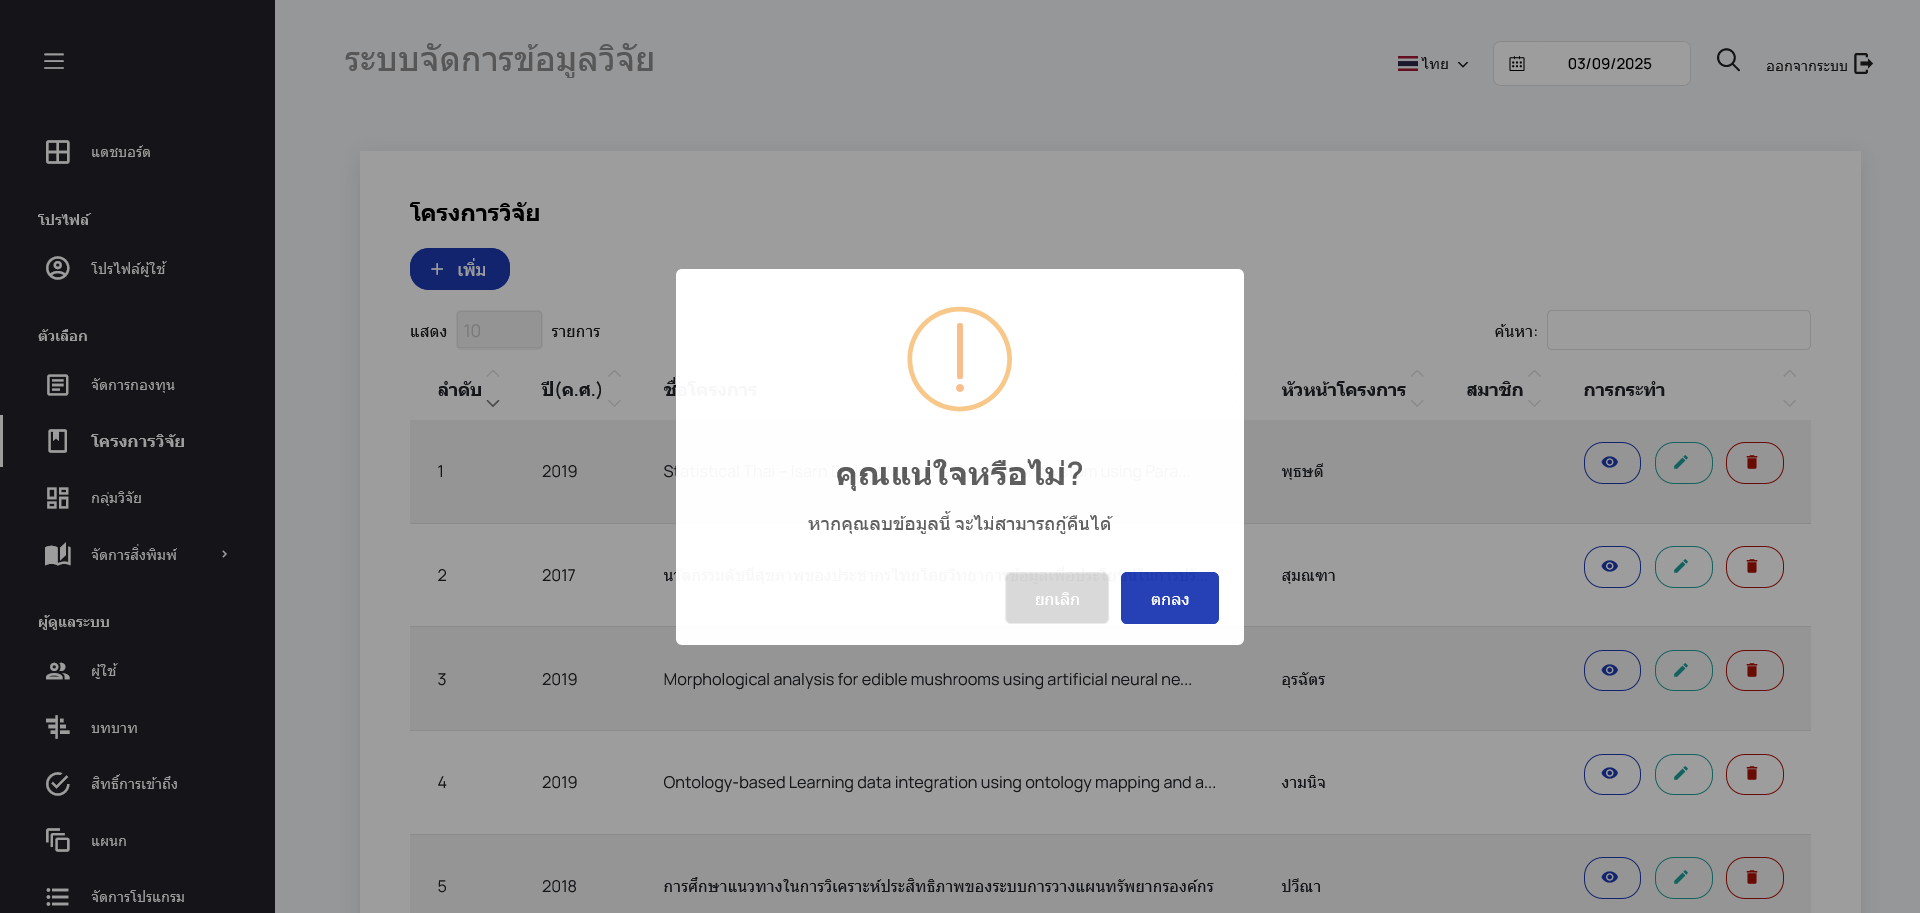 ระบบจัดการข้อมูลวิจัย
ไทย
03/09/2025
ออกจากระบบ
แดชบอร์ด
โปรไฟล์
โปรไฟล์ผู้ใช้
ตัวเลือก
จัดการกองทุน
โครงการวิจัย
กลุ่มวิจัย
จัดการสิ่งพิมพ์
ผู้ดูแลระบบ
ผู้ใช้
บทบาท
สิทธิ์การเข้าถึง
แผนก
จัดการโปรแกรม
โครงการวิจัย
เพิ่ม
แสดง 10 รายการ
ค้นหา:
ลำดับ ปี(ค.ศ.) ชื่อโครงการ หัวหน้าโครงการ สมาชิก การกระทำ
1 2019 Statistical Thai – Isarn using Para... พุธษดี
2 2017 สุมณฑา
3 2019 Morphological analysis for edible mushrooms using artificial neural ne... อุรฉัตร
4 2019 Ontology-based Learning data integration using ontology mapping and a... งามนิจ
5 2018 การศึกษาแนวทางในการวิเคราะห์ประสิทธิภาพของระบบการวางแผนทรัพยากรองค์กร ปวีณา
คุณแน่ใจหรือไม่?
หากคุณลบข้อมูลนี้ จะไม่สามารถกู้คืนได้
ยกเลิก
ตกลง